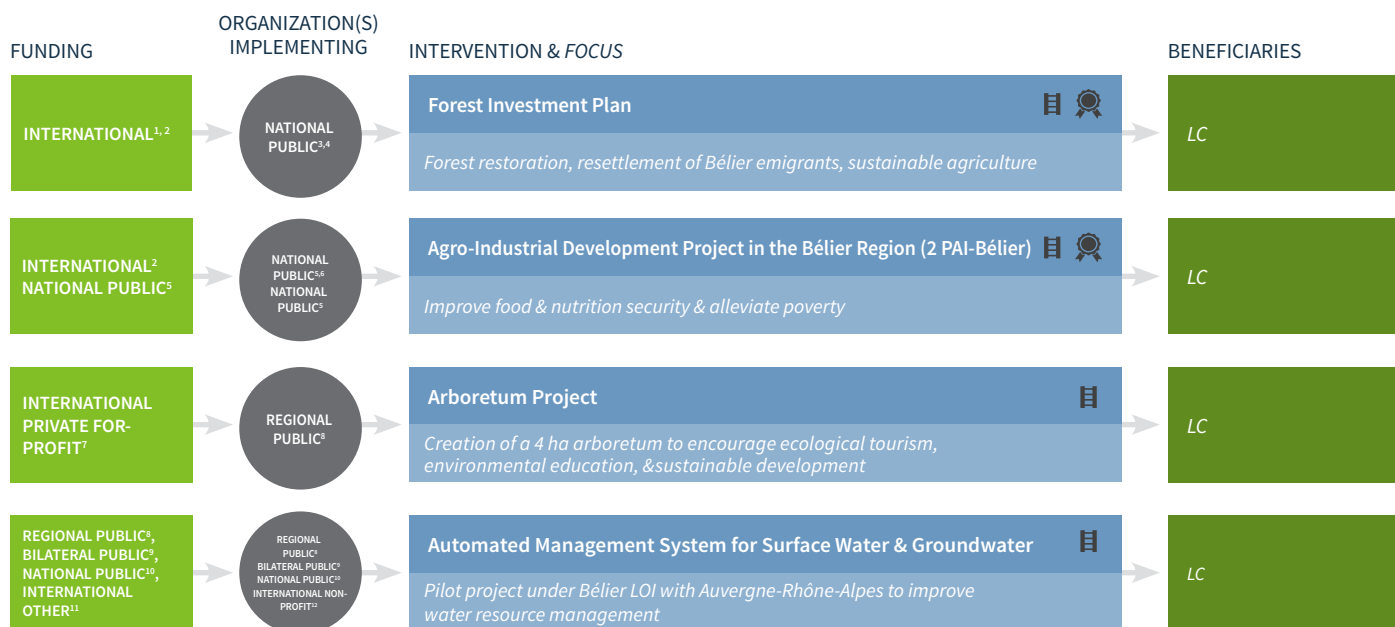 FUNDING
ORGANIZATION(S)
IMPLEMENTING
INTERVENTION & FOCUS
BENEFICIARIES
INTERNATIONAL¹, ²
NATIONAL
PUBLIC³,⁴
Forest Investment Plan
Forest restoration, resettlement of Bélier emigrants, sustainable agriculture
LC
INTERNATIONAL²
NATIONAL PUBLIC⁵
NATIONAL
PUBLIC⁵,⁶
NATIONAL
PUBLIC⁵
Agro-Industrial Development Project in the Bélier Region (2 PAI-Bélier)
Improve food & nutrition security & alleviate poverty
LC
INTERNATIONAL
PRIVATE FOR-
PROFIT⁷
REGIONAL
PUBLIC⁸
Arboretum Project
Creation of a 4 ha arboretum to encourage ecological tourism,
environmental education, &sustainable development
LC
REGIONAL PUBLIC⁸,
BILATERAL PUBLIC⁹,
NATIONAL PUBLIC¹⁰,
INTERNATIONAL
OTHER¹¹
REGIONAL
PUBLIC⁸
BILATERAL PUBLIC⁹
NATIONAL PUBLIC¹⁰
INTERNATIONAL NON-
PROFIT¹²
Automated Management System for Surface Water & Groundwater
Pilot project under Bélier LOI with Auvergne-Rhône-Alpes to improve
water resource management
LC